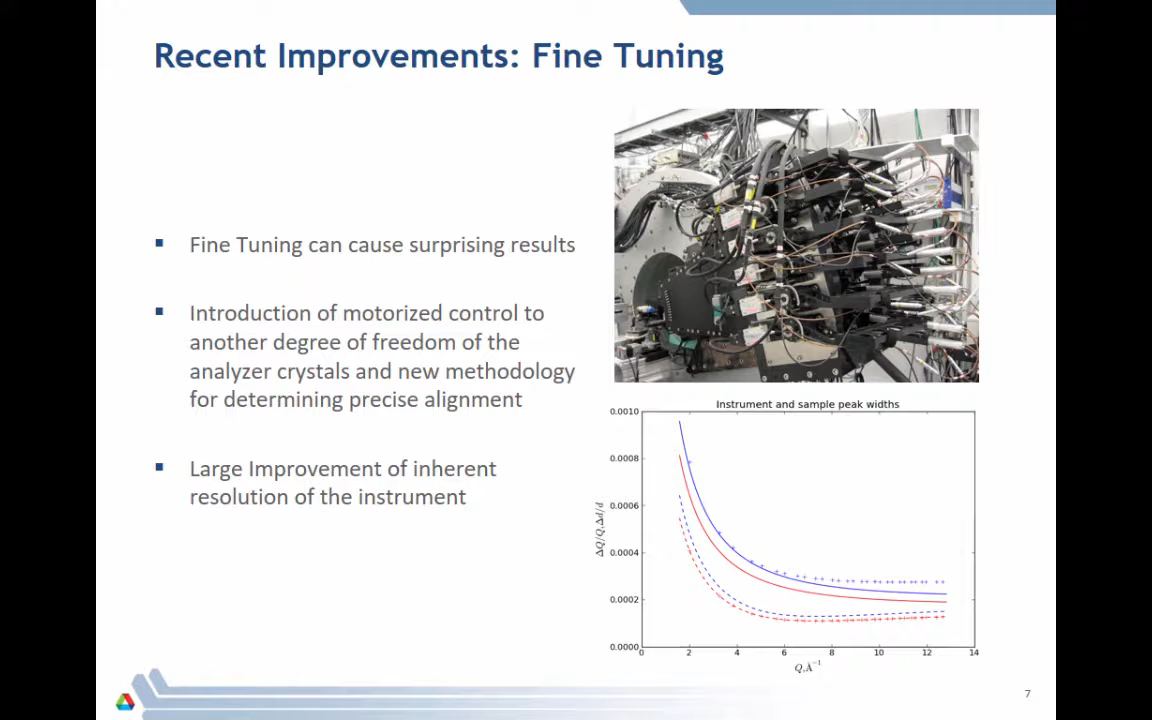 Recent Improvements: Fine Tuning
▪ Fine Tuning can cause surprising results
▪ Introduction of motorized control to
another degree of freedom of the
analyzer crystals and new methodology
for determining precise alignment
▪ Large Improvement of inherent
resolution of the instrument
Instrument and sample peak widths
0.0010
0.0008
0.0006
0.0004
0.0002
0.0000
ΔQ/Q,Δd/d
0 2 4 6 8 10 12 14
Q,Å⁻¹
7